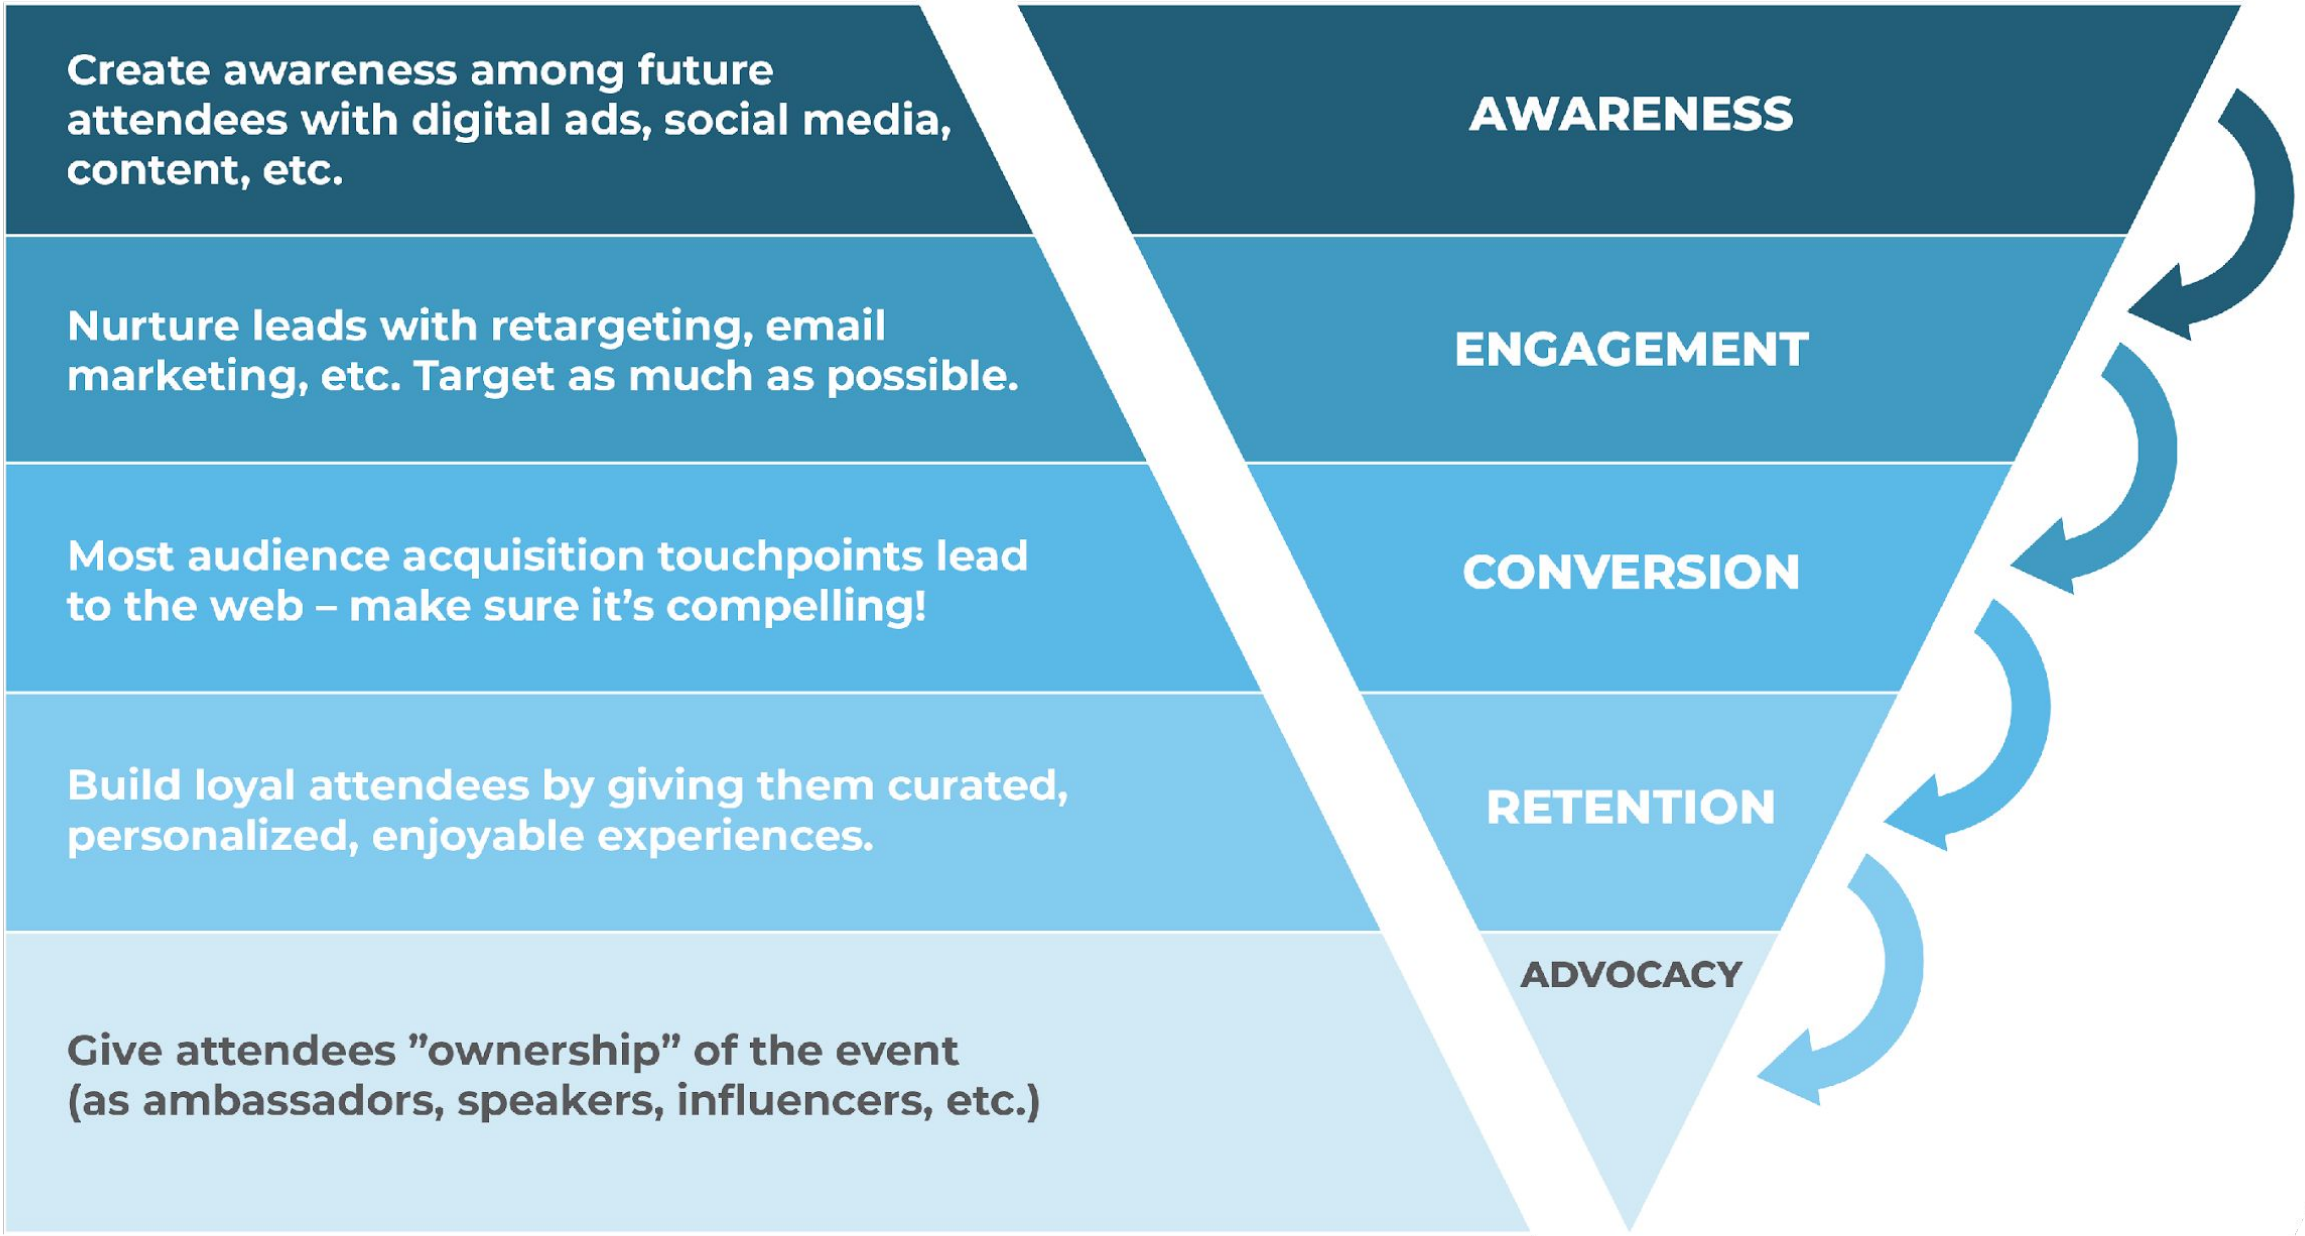 Create awareness among future
attendees with digital ads, social media,
content, etc.
AWARENESS
Nurture leads with retargeting, email
marketing, etc. Target as much as possible.
ENGAGEMENT
Most audience acquisition touchpoints lead
to the web – make sure it’s compelling!
CONVERSION
Build loyal attendees by giving them curated,
personalized, enjoyable experiences.
RETENTION
Give attendees ”ownership” of the event
(as ambassadors, speakers, influencers, etc.)
ADVOCACY